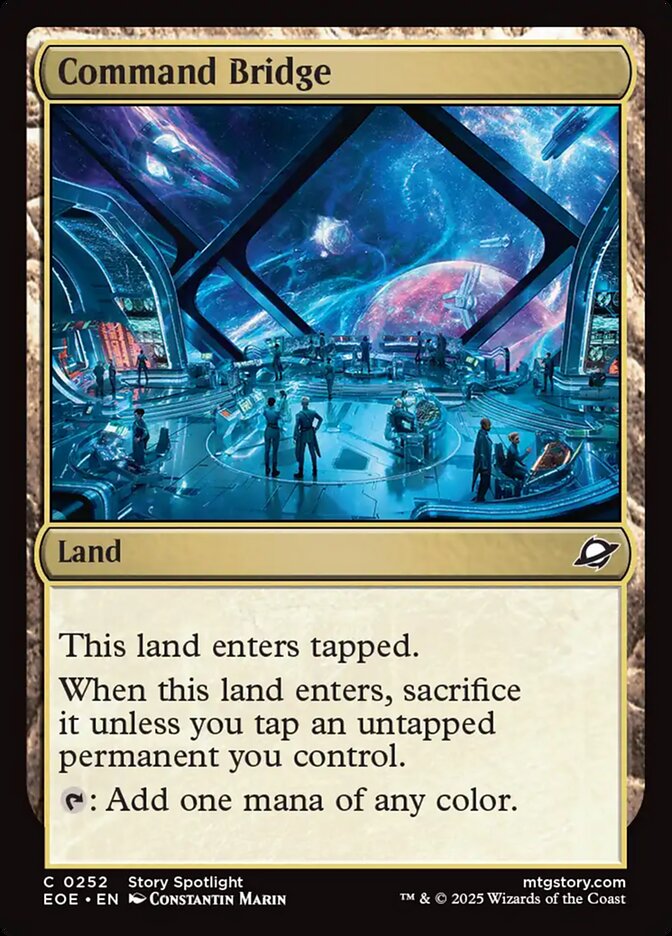 Command Bridge
Land
This land enters tapped.
When this land enters, sacrifice
it unless you tap an untapped
permanent you control.
: Add one mana of any color.
C 0252 Story Spotlight
mtgstory.com
EOE • EN Constantin Marin
™ & © 2025 Wizards of the Coast